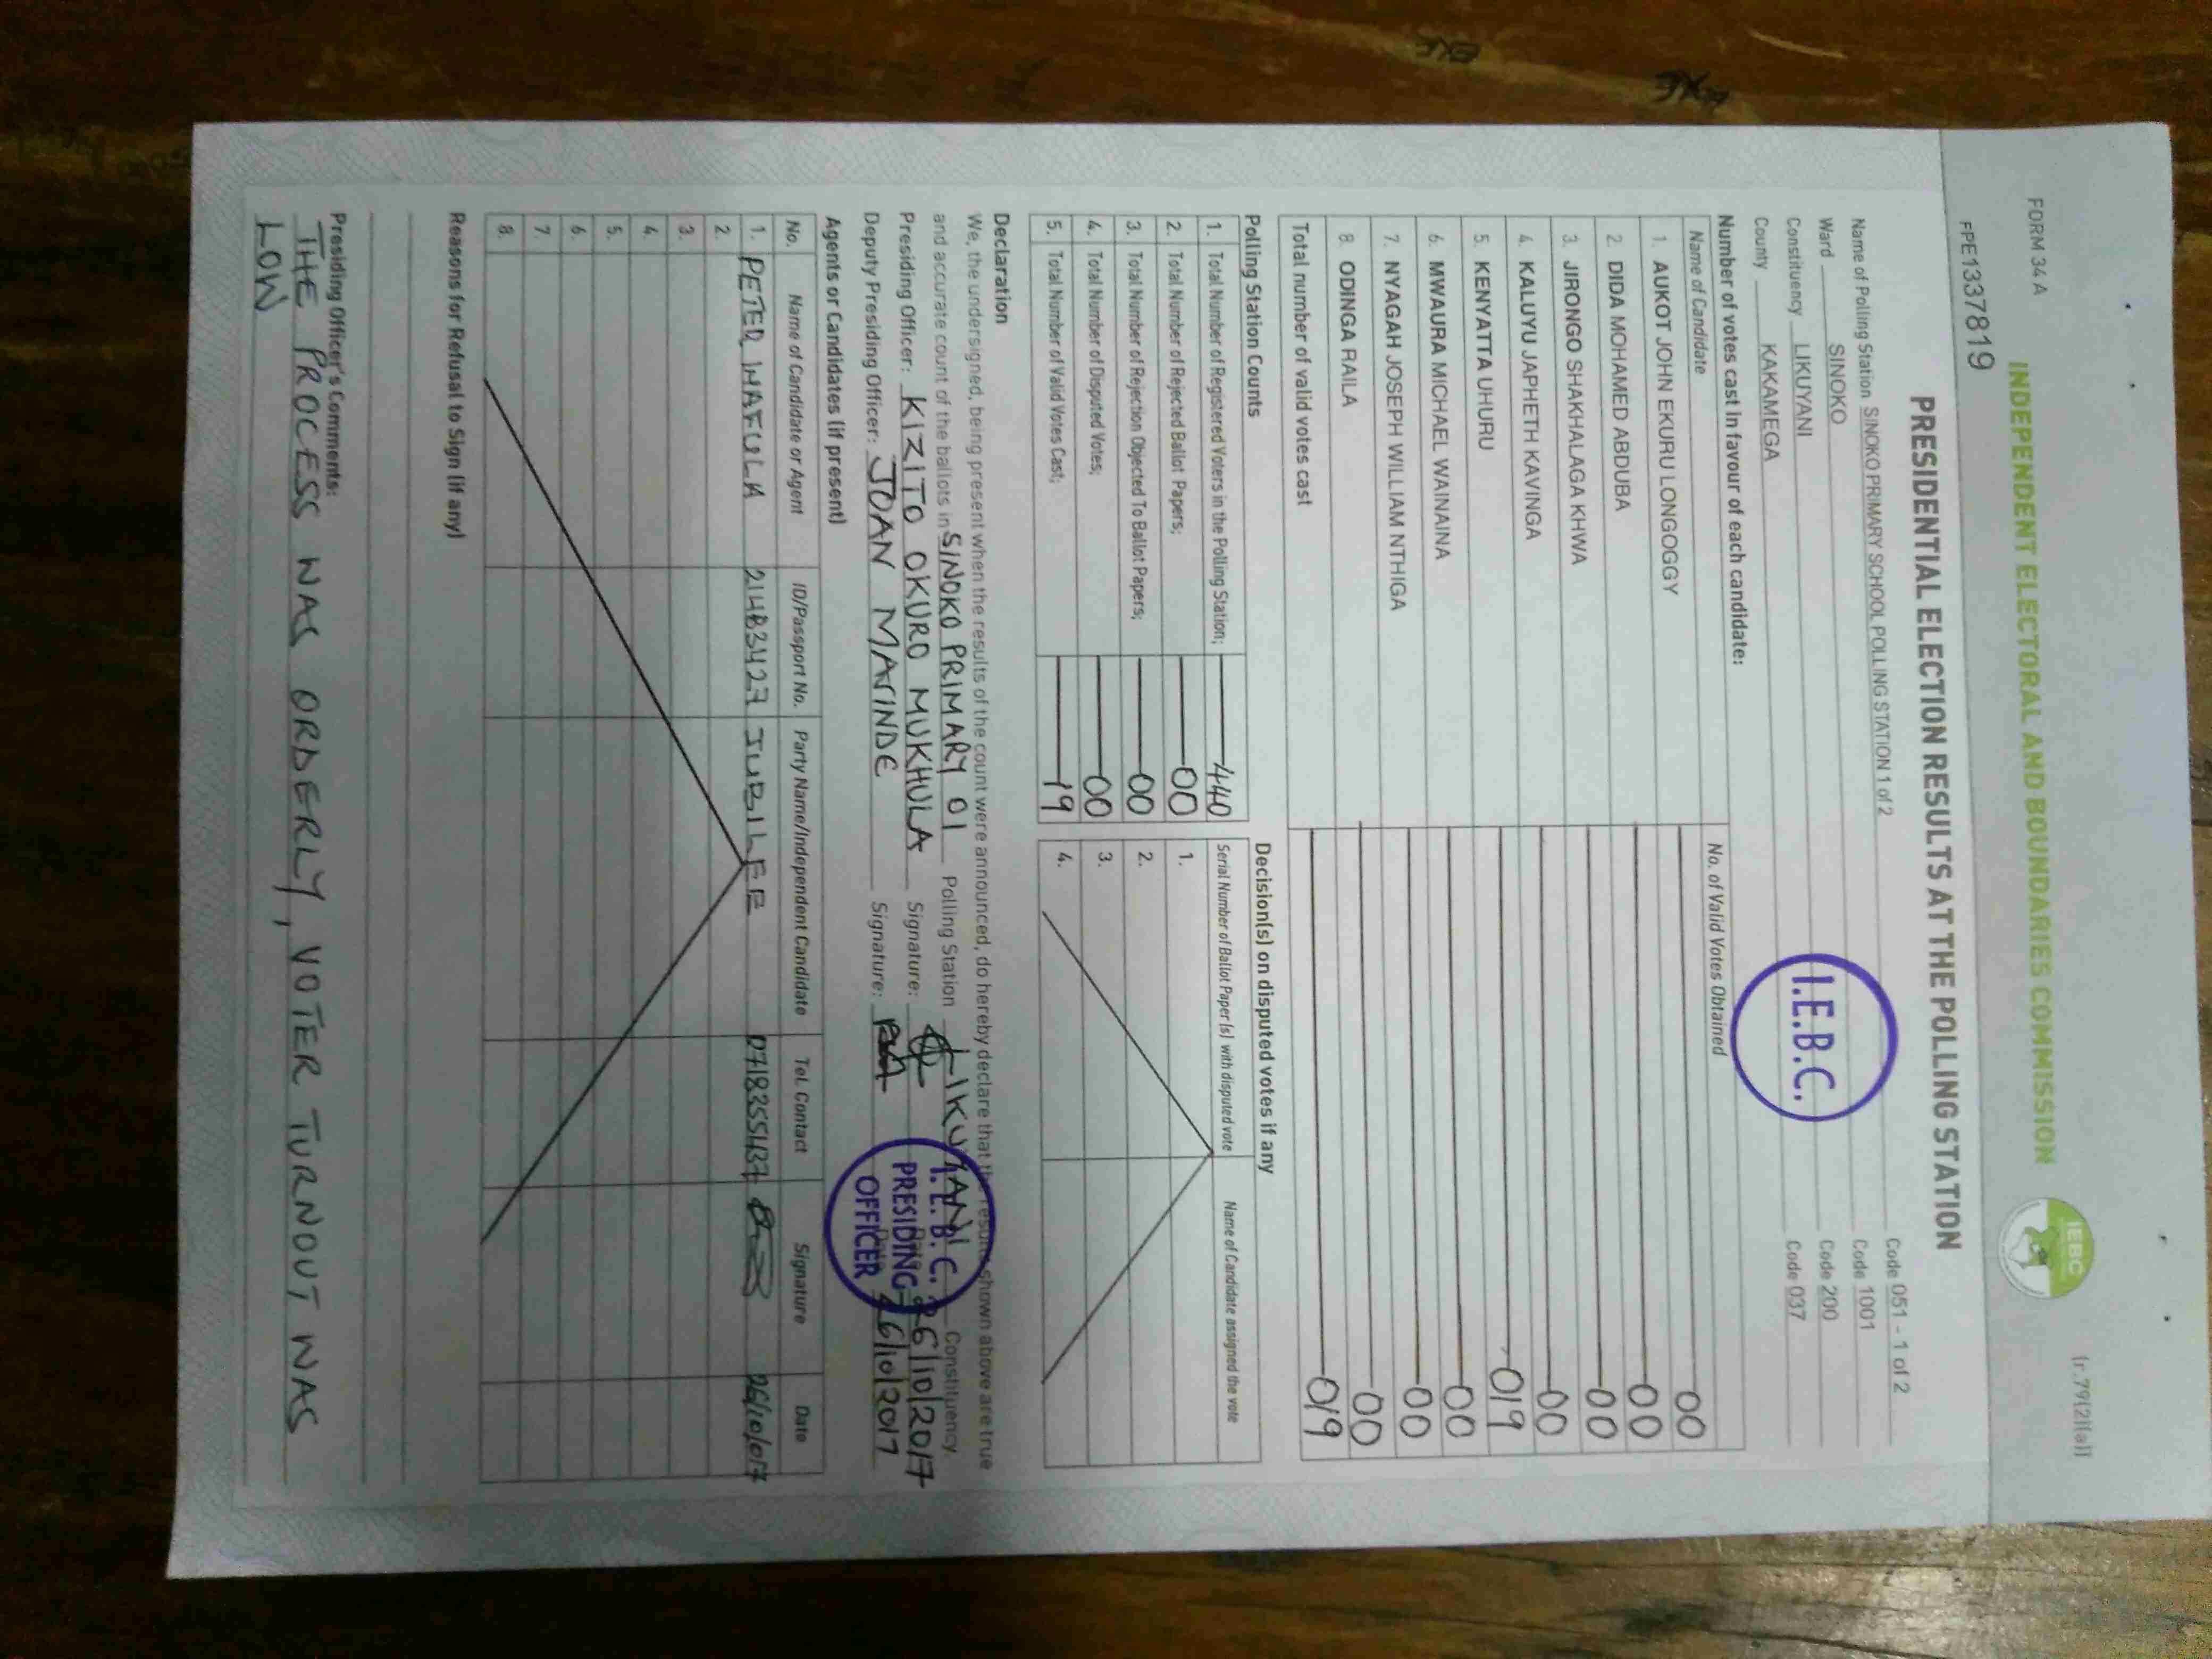 FORM 34 A
(r.79(2)(a))
INDEPENDENT ELECTORAL AND BOUNDARIES COMMISSION
IEBC
FPE1337819
PRESIDENTIAL ELECTION RESULTS AT THE POLLING STATION
Name of Polling Station SINOKO PRIMARY SCHOOL POLLING STATION 1 of 2 Code 051 - 1 of 2
Ward SINOKO Code 1001
Constituency LIKUYANI Code 200
County KAKAMEGA Code 037
I.E.B.C.
Number of votes cast in favour of each candidate:
Name of Candidate No. of Valid Votes Obtained
1. AUKOT JOHN EKURU LONGOGGY 00
2. DIDA MOHAMED ABDUBA 00
3. JIRONGO SHAKHALAGA KHWA 00
4. KALUYU JAPHETH KAVINGA 00
5. KENYATTA UHURU 019
6. MWAURA MICHAEL WAINAINA 00
7. NYAGAH JOSEPH WILLIAM NTHIGA 00
8. ODINGA RAILA 00
Total number of valid votes cast 019
Polling Station Counts
1. Total Number of Registered Voters in the Polling Station; 440
2. Total Number of Rejected Ballot Papers; 00
3. Total Number of Rejection Objected To Ballot Papers; 00
4. Total Number of Disputed Votes; 00
5. Total Number of Valid Votes Cast; 19
Decision(s) on disputed votes if any
Serial Number of Ballot Paper (s) with disputed vote Name of Candidate assigned the vote
1.
2.
3.
4.
Declaration
We, the undersigned, being present when the results of the count were announced, do hereby declare that the results shown above are true
and accurate count of the ballots in SINOKO PRIMARY 01 Polling Station LIKUYANI Constituency.
Presiding Officer: KIZITO OKURO MUKHULA Signature: Date 26/10/2017
Deputy Presiding Officer: JOAN MARINDE Signature: Date 26/10/2017
I.E.B.C.
PRESIDING
OFFICER
Agents or Candidates (if present)
No. Name of Candidate or Agent ID/Passport No. Party Name/Independent Candidate Tel. Contact Signature Date
1. PETER WAFULA 21483427 JUBILEE 0718355437 26/10/017
2.
3.
4.
5.
6.
7.
8.
Reasons for Refusal to Sign (if any)
Presiding Officer's Comments:
THE PROCESS WAS ORDERLY, VOTER TURNOUT WAS
LOW